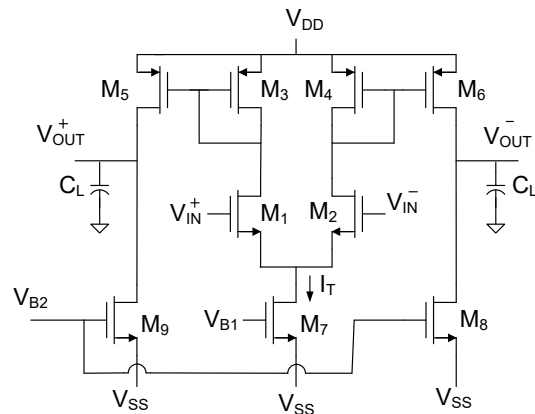 V_DD
M_5 M_3 M_4 M_6
V_OUT^+ V_OUT^-
C_L C_L
V_IN^+ M_1 M_2 V_IN^-
I_T
V_B2 V_B1
M_9 M_7 M_8
V_SS V_SS V_SS